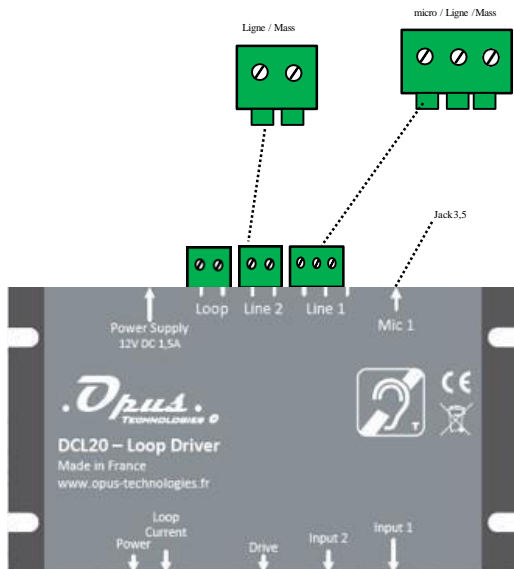 Ligne / Mass
micro / Ligne /Mass
Jack3,5
Loop Line 2 Line 1
Power Supply
12V DC 1,5A
Mic 1
.Opus.
TECHNOLOGIES
DCL20 – Loop Driver
Made in France
www.opus-technologies.fr
CE
T
Power
Loop
Current
Drive
Input 2
Input 1